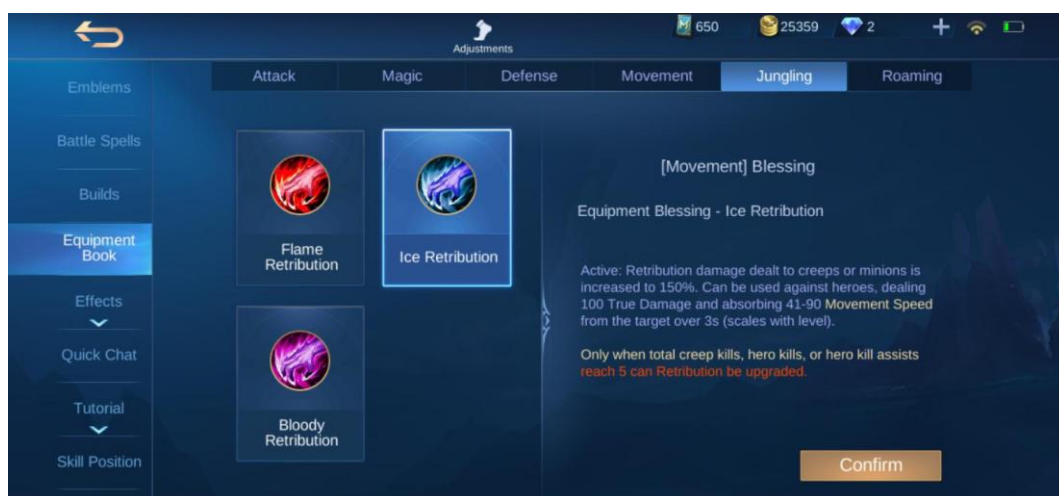 650
25359
2
Adjustments
Emblems
Battle Spells
Builds
Equipment
Book
Effects
Quick Chat
Tutorial
Skill Position
Attack
Magic
Defense
Movement
Jungling
Roaming
Flame
Retribution
Ice Retribution
Bloody
Retribution
[Movement] Blessing
Equipment Blessing - Ice Retribution
Active: Retribution damage dealt to creeps or minions is
increased to 150%. Can be used against heroes, dealing
100 True Damage and absorbing 41-90 Movement Speed
from the target over 3s (scales with level).
Only when total creep kills, hero kills, or hero kill assists
reach 5 can Retribution be upgraded.
Confirm